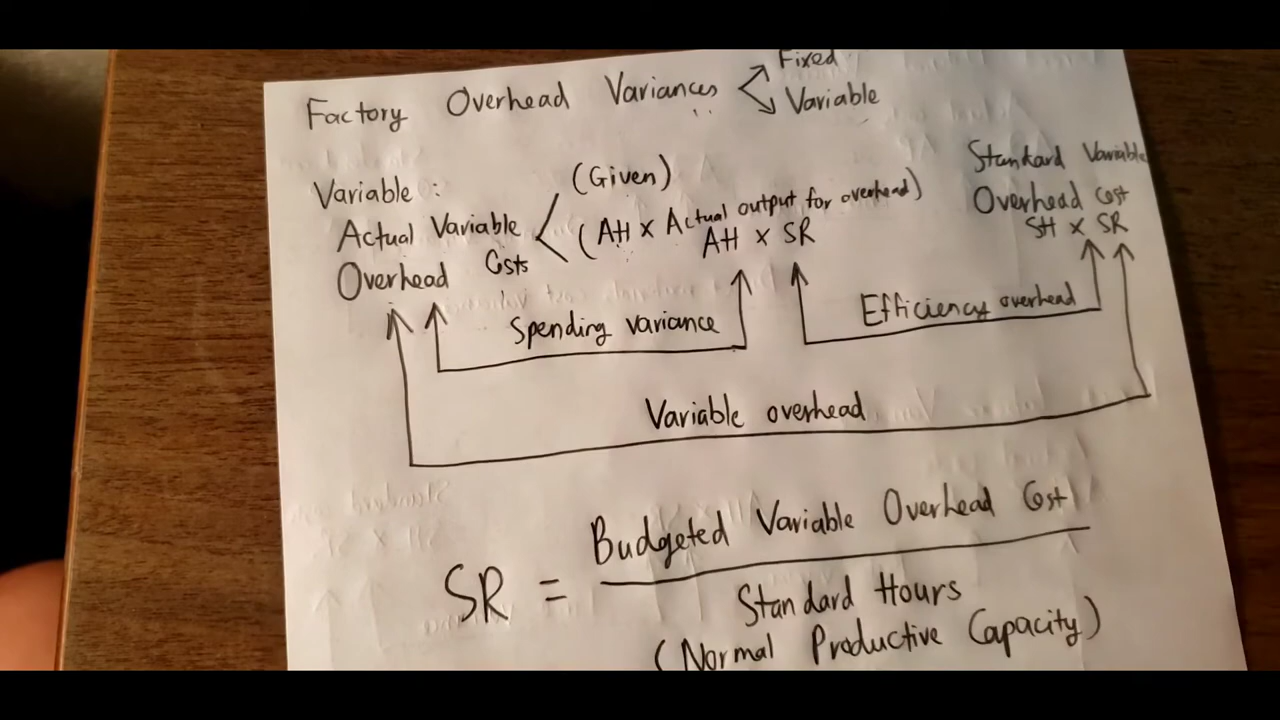 Factory Overhead Variances
Fixed
Variable
Variable :
Actual Variable
Overhead Costs
(Given)
(AH x Actual output for overhead)
AH x SR
Standard Variable
Overhead Cost
SH x SR
Spending variance
Efficiency overhead
Variable overhead
SR = Budgeted Variable Overhead Cost
Standard Hours
(Normal Productive Capacity)